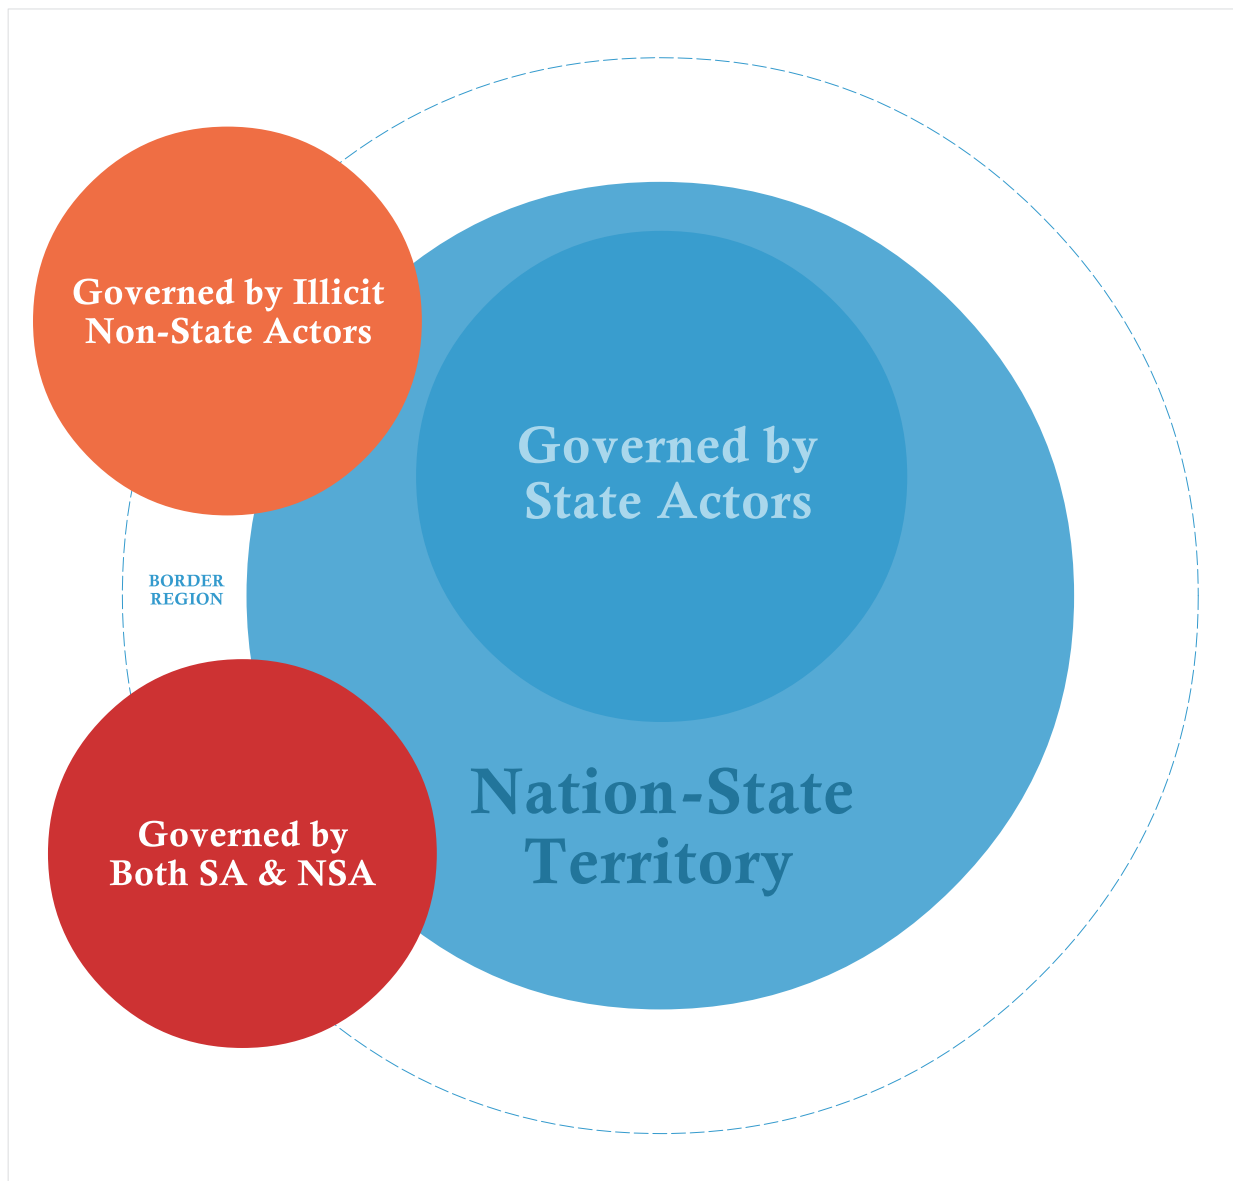 Governed by Illicit
Non-State Actors
Governed by
State Actors
BORDER
REGION
Nation-State
Territory
Governed by
Both SA & NSA